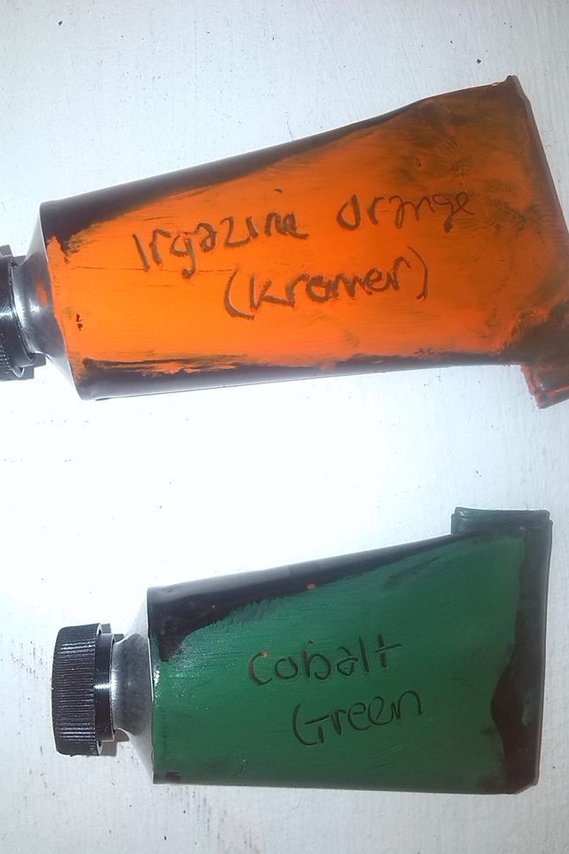 Irgazine orange
(Kremer)
Cobalt
Green